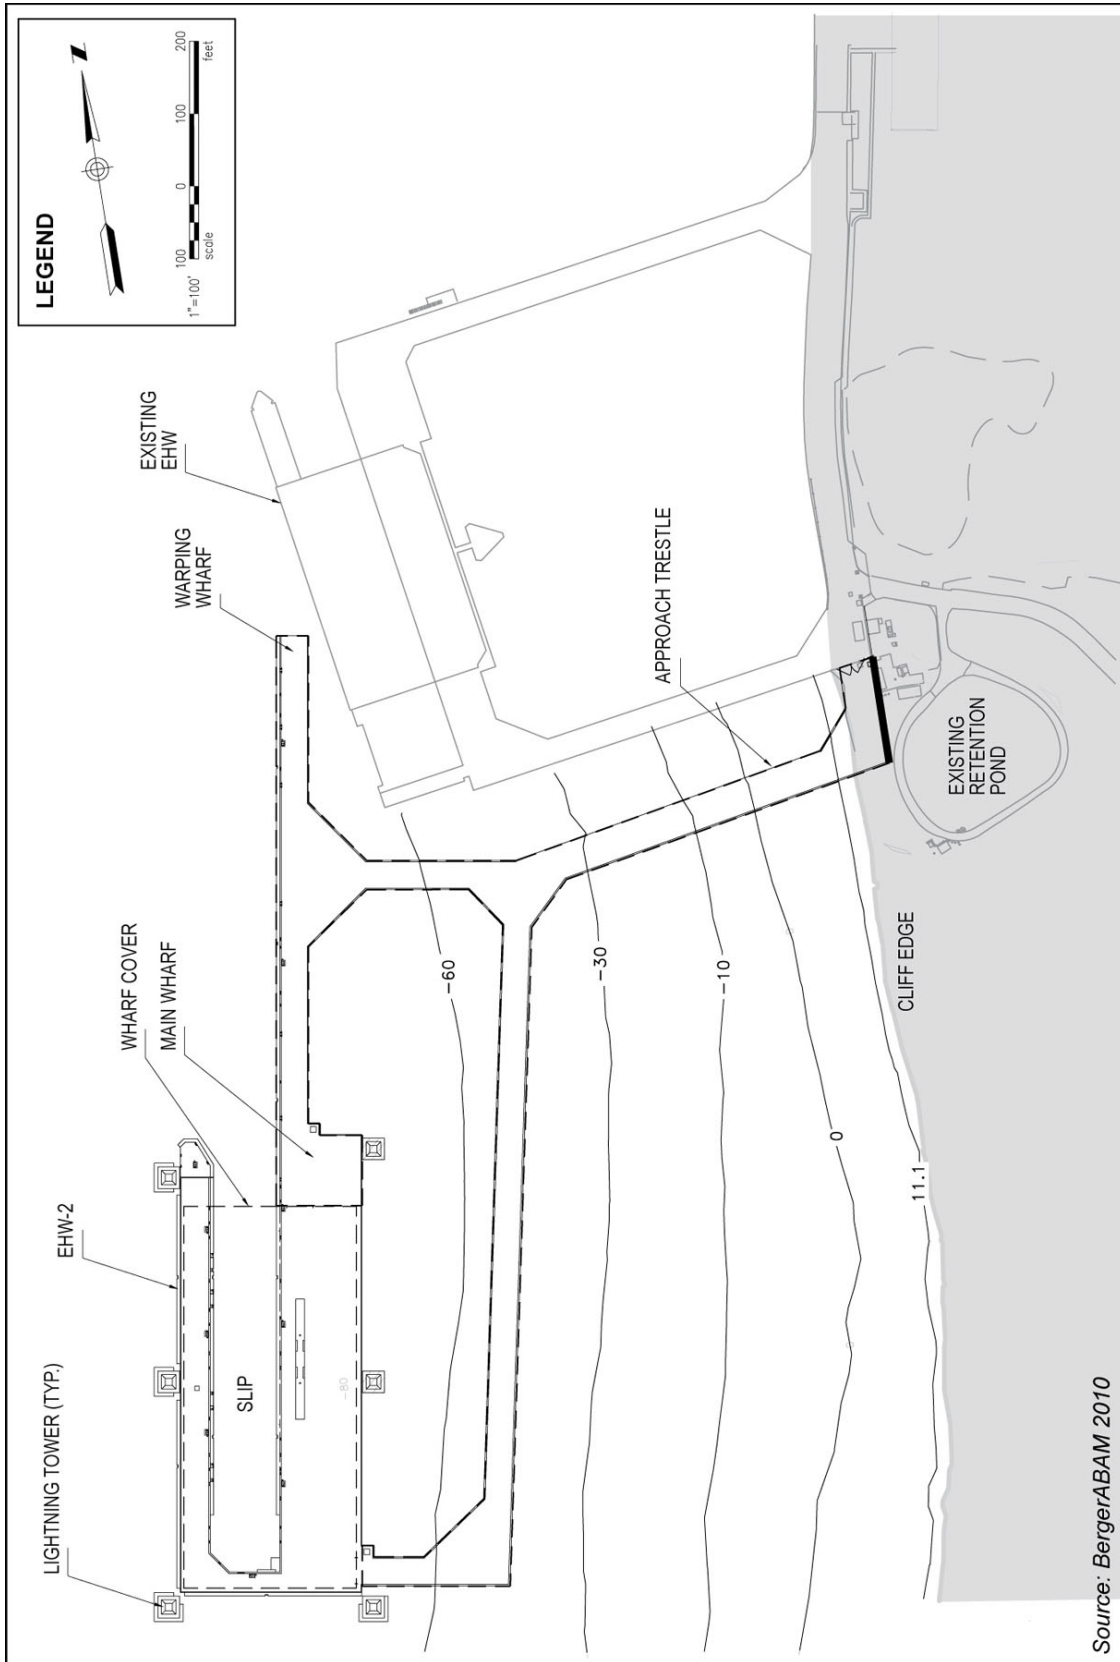 LEGEND
N
100
0
100
200
1"=100'
scale
feet
LIGHTNING TOWER (TYP.)
EHW-2
WHARF COVER
MAIN WHARF
WARPING
WHARF
EXISTING
EHW
SLIP
-80
-60
-30
-10
0
11.1
APPROACH TRESTLE
CLIFF EDGE
EXISTING
RETENTION
POND
Source: BergerABAM 2010